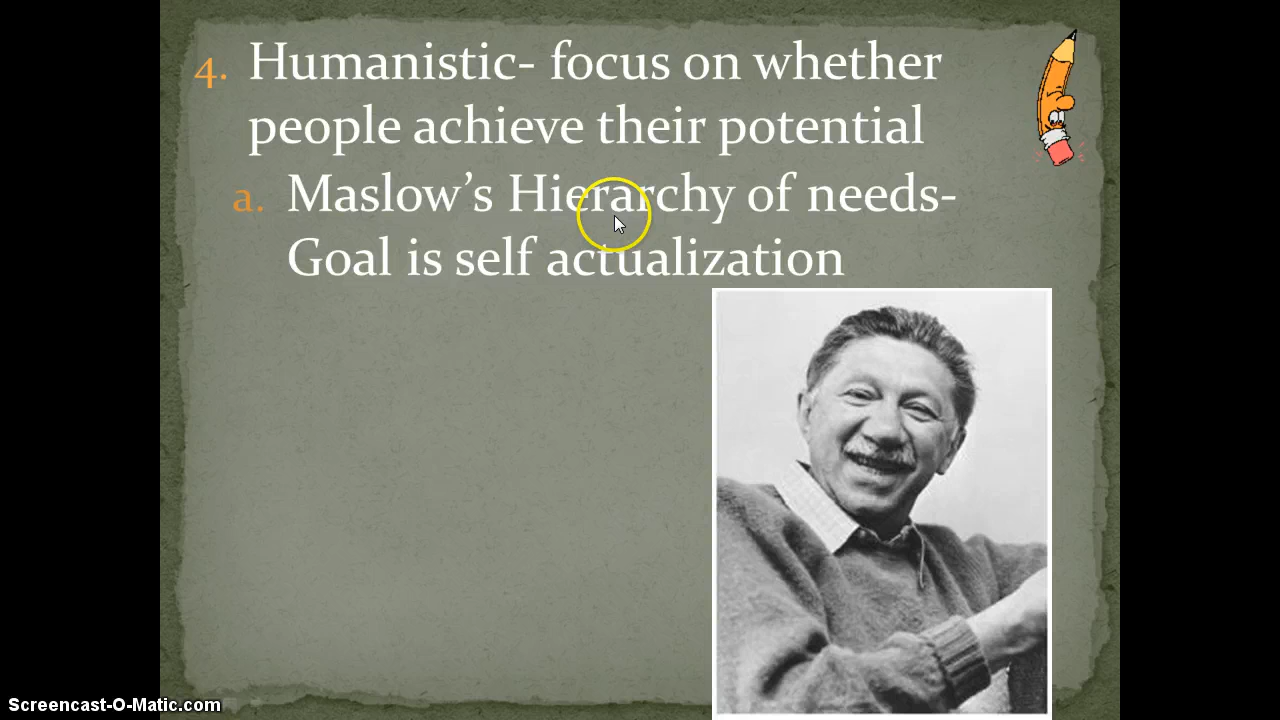 4. Humanistic- focus on whether
people achieve their potential
a. Maslow’s Hierarchy of needs-
Goal is self actualization
Screencast-O-Matic.com